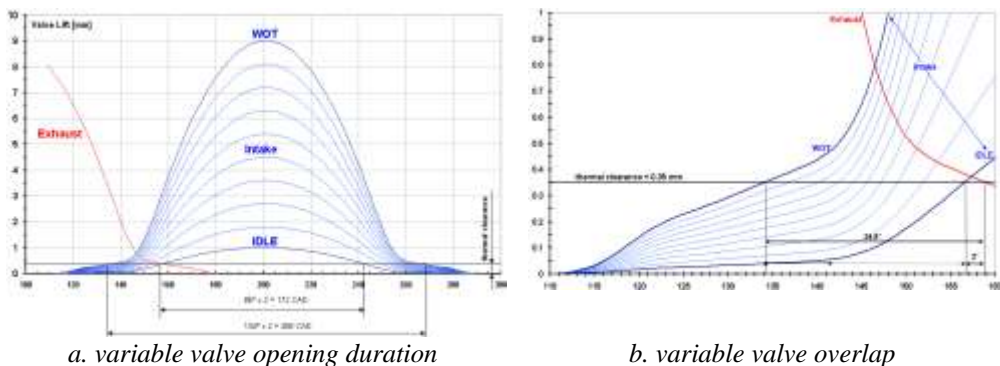 Valve Lift [mm]
10
9
8
7
6
5
4
3
2
1
0
WOT
Exhaust
Intake
IDLE
thermal clearance
100 120 140 160 180 200 220 240 260 280 300
1
0.9
0.8
0.7
0.6
0.5
0.4
0.3
0.2
0.1
0
Exhaust
Intake
WOT
IDLE
thermal clearance = 0.35 mm
110 115 120 125 130 135 140 145 150 155 160
a. variable valve opening duration
b. variable valve overlap